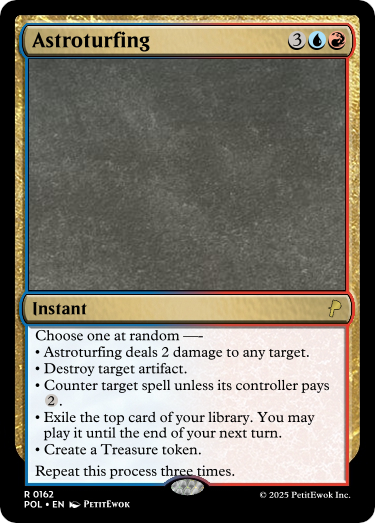 Astroturfing 3
Instant
Choose one at random —
• Astroturfing deals 2 damage to any target.
• Destroy target artifact.
• Counter target spell unless its controller pays
2.
• Exile the top card of your library. You may
play it until the end of your next turn.
• Create a Treasure token.
Repeat this process three times.
R 0162
POL • EN PETITEWOK
© 2025 PetitEwok Inc.